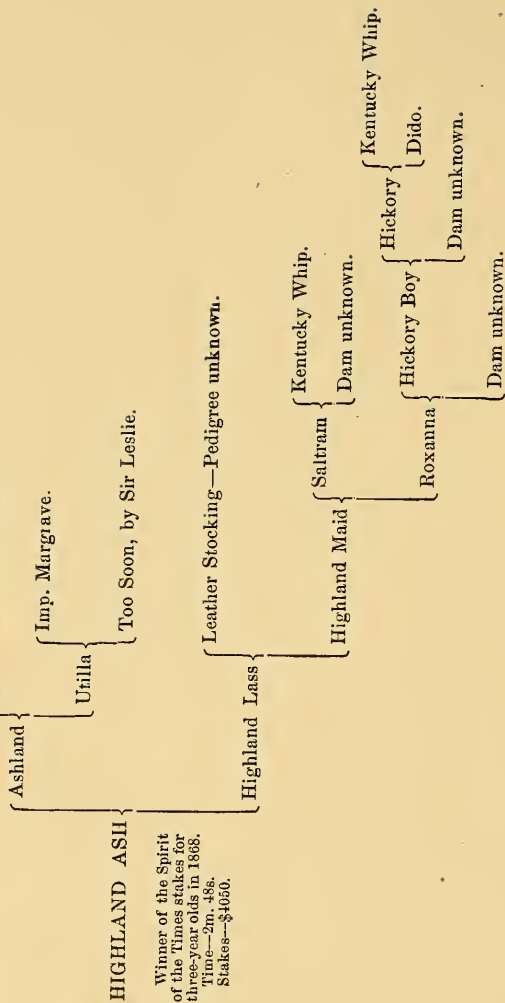 HIGHLAND ASH
Winner of the Spirit
of the Times stakes for
three-year olds in 1868.
Time—2m. 48s.
Stakes—$4050.
Ashland
Utilla
Imp. Margrave.
Too Soon, by Sir Leslie.
Highland Lass
Leather Stocking—Pedigree unknown.
Highland Maid
Saltram
Kentucky Whip.
Dam unknown.
Roxanna
Hickory Boy
Hickory
Kentucky Whip.
Dido.
Dam unknown.
Dam unknown.